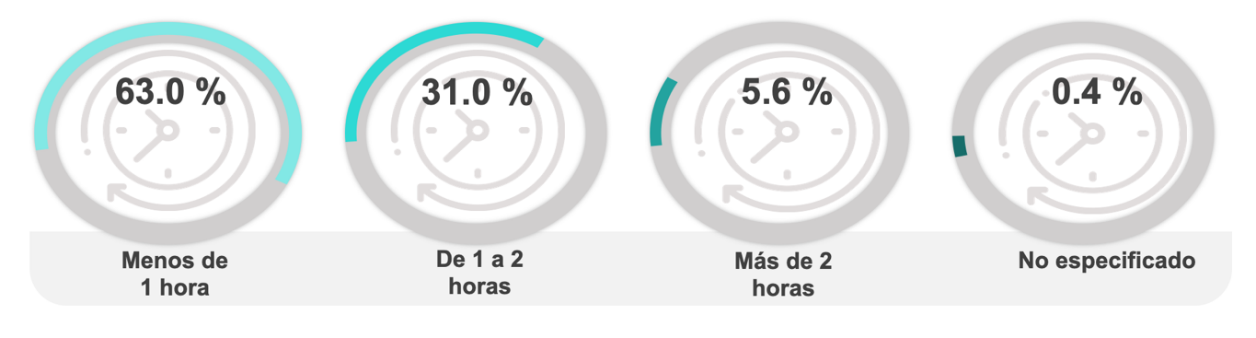 63.0 %
31.0 %
5.6 %
0.4 %
Menos de
1 hora
De 1 a 2
horas
Más de 2
horas
No especificado